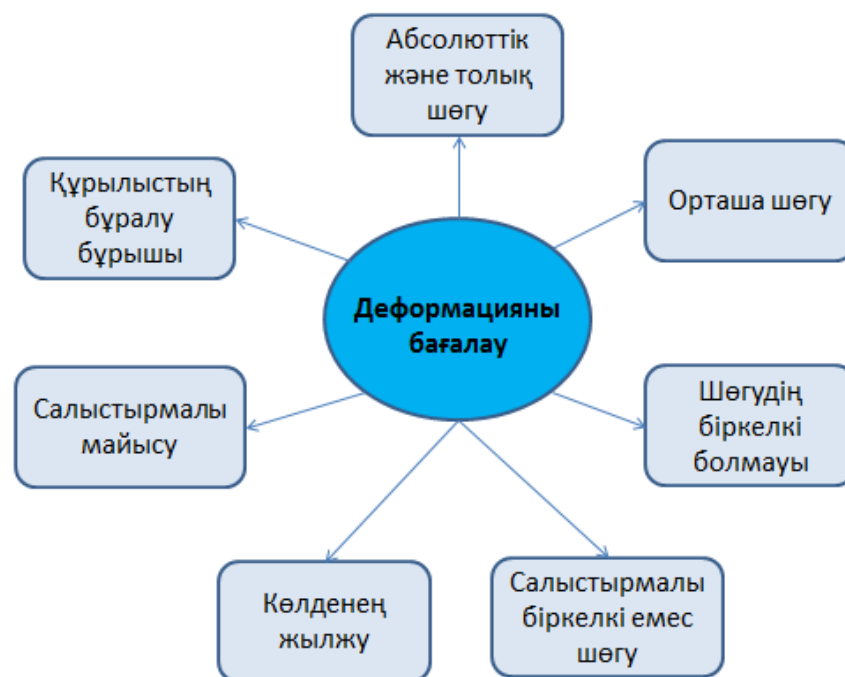 Абсолюттік
және толық
шөгу
Құрылыстың
бұралу
бұрышы
Орташа шөгу
Деформацияны
бағалау
Салыстырмалы
майысу
Шөгудің
біркелкі
болмауы
Көлденең
жылжу
Салыстырмалы
біркелкі емес
шөгу